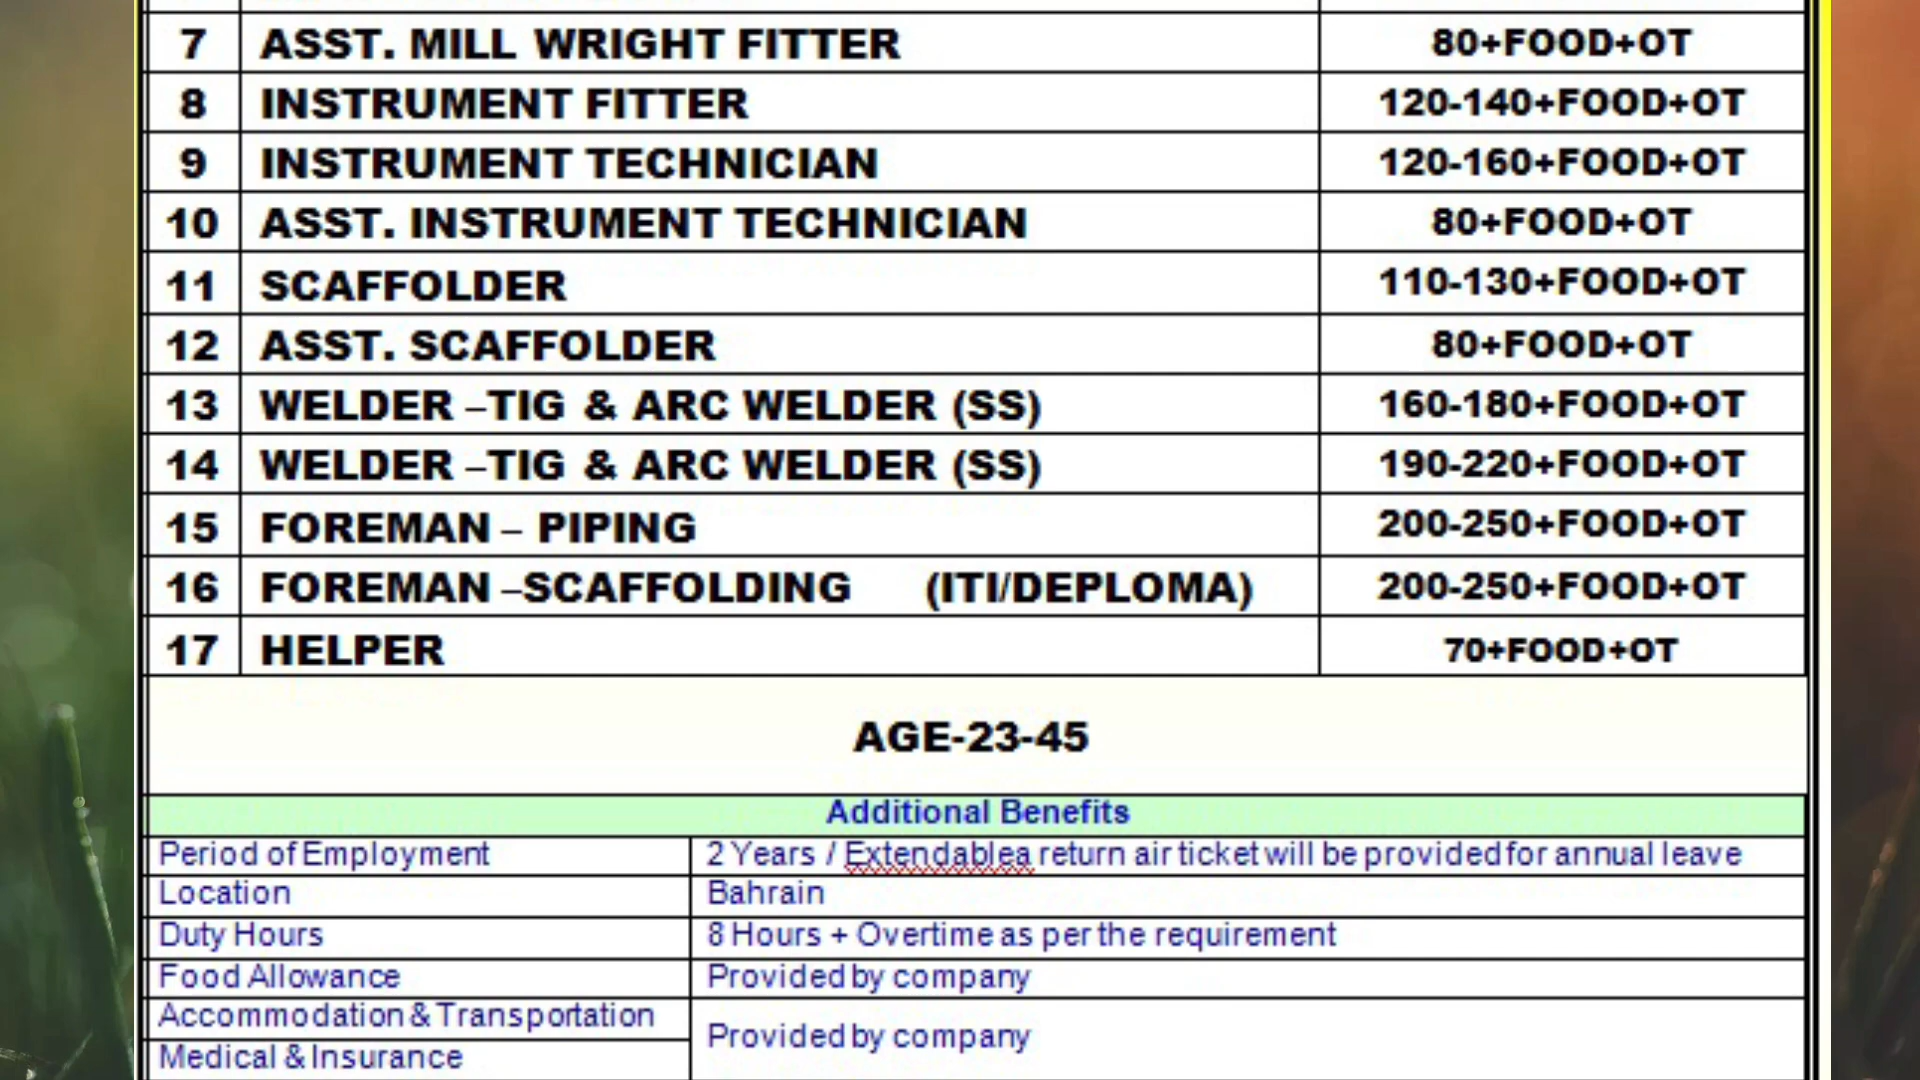 7 ASST. MILL WRIGHT FITTER 80+FOOD+OT
8 INSTRUMENT FITTER 120-140+FOOD+OT
9 INSTRUMENT TECHNICIAN 120-160+FOOD+OT
10 ASST. INSTRUMENT TECHNICIAN 80+FOOD+OT
11 SCAFFOLDER 110-130+FOOD+OT
12 ASST. SCAFFOLDER 80+FOOD+OT
13 WELDER –TIG & ARC WELDER (SS) 160-180+FOOD+OT
14 WELDER –TIG & ARC WELDER (SS) 190-220+FOOD+OT
15 FOREMAN – PIPING 200-250+FOOD+OT
16 FOREMAN –SCAFFOLDING (ITI/DEPLOMA) 200-250+FOOD+OT
17 HELPER 70+FOOD+OT
AGE-23-45
Additional Benefits
Period of Employment 2 Years / Extendablea return air ticket will be provided for annual leave
Location Bahrain
Duty Hours 8 Hours + Overtime as per the requirement
Food Allowance Provided by company
Accommodation & Transportation
Provided by company
Medical & Insurance